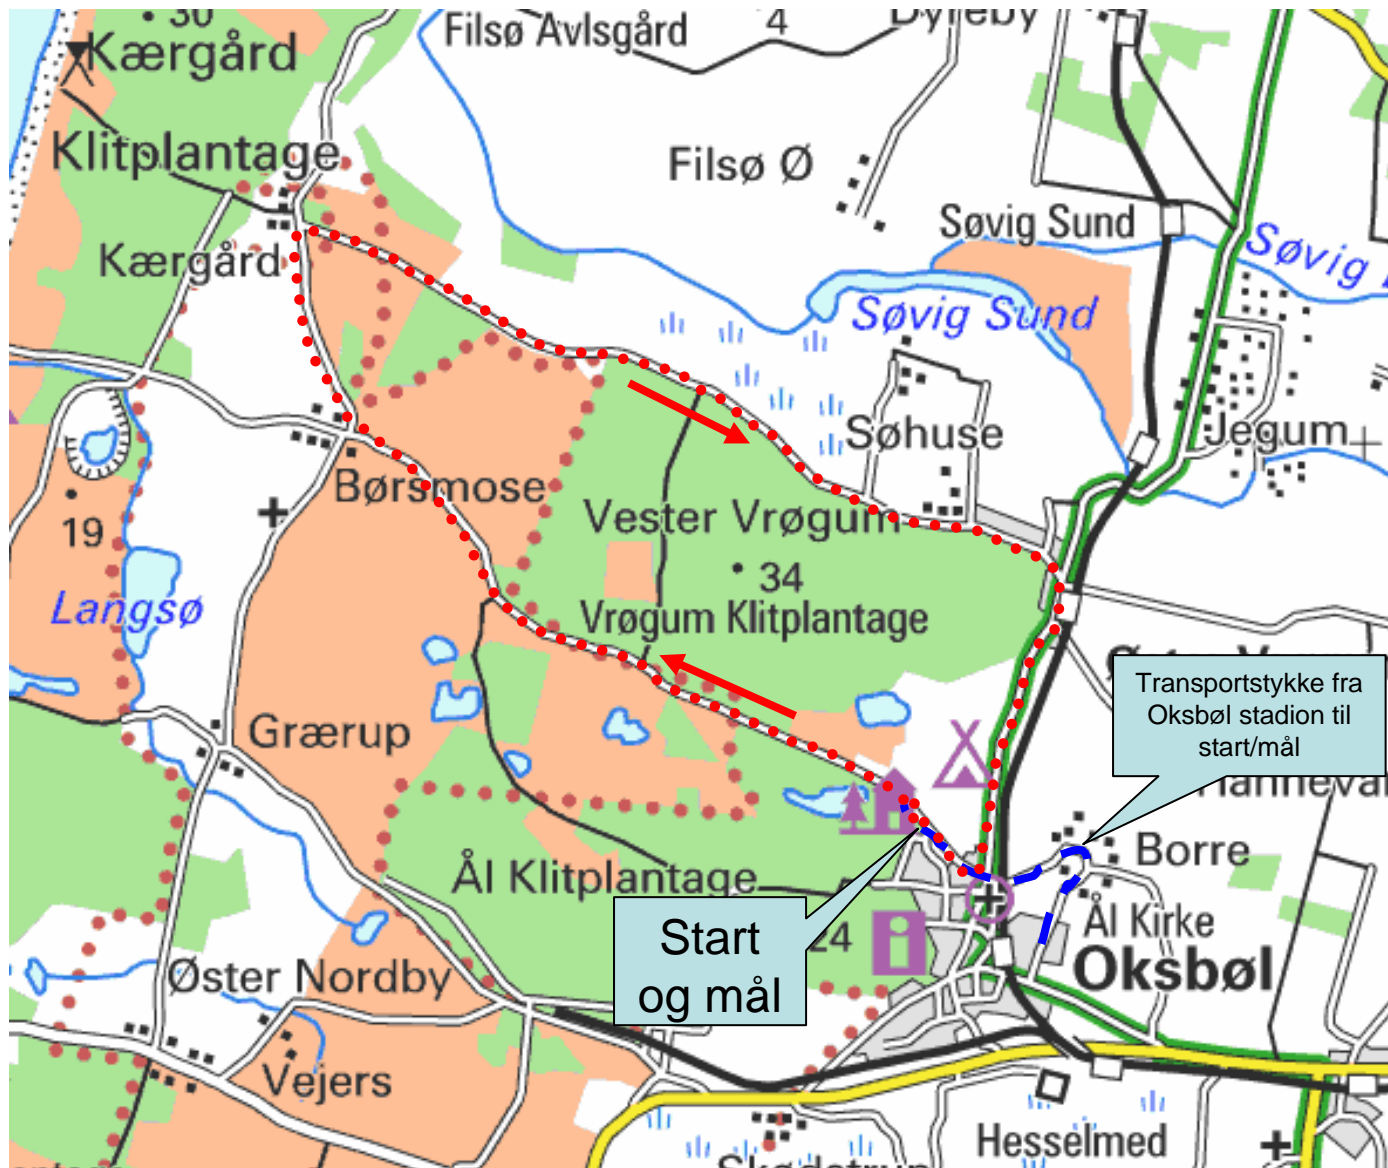 30
Kærgård
Klitplantage
Kærgård
Filsø Avlsgård
4
Dyreby
Filsø Ø
Søvig Sund
Søvig
Søvig Sund
Søhuse
Jegum
Børsmose
19
Langsø
Vester Vrøgum
34
Vrøgum Klitplantage
Transportstykke fra
Oksbøl stadion til
start/mål
Grærup
Borre
Ål Klitplantage
Start
og mål
24
i
Ål Kirke
Oksbøl
Øster Nordby
Vejers
Hesselmed